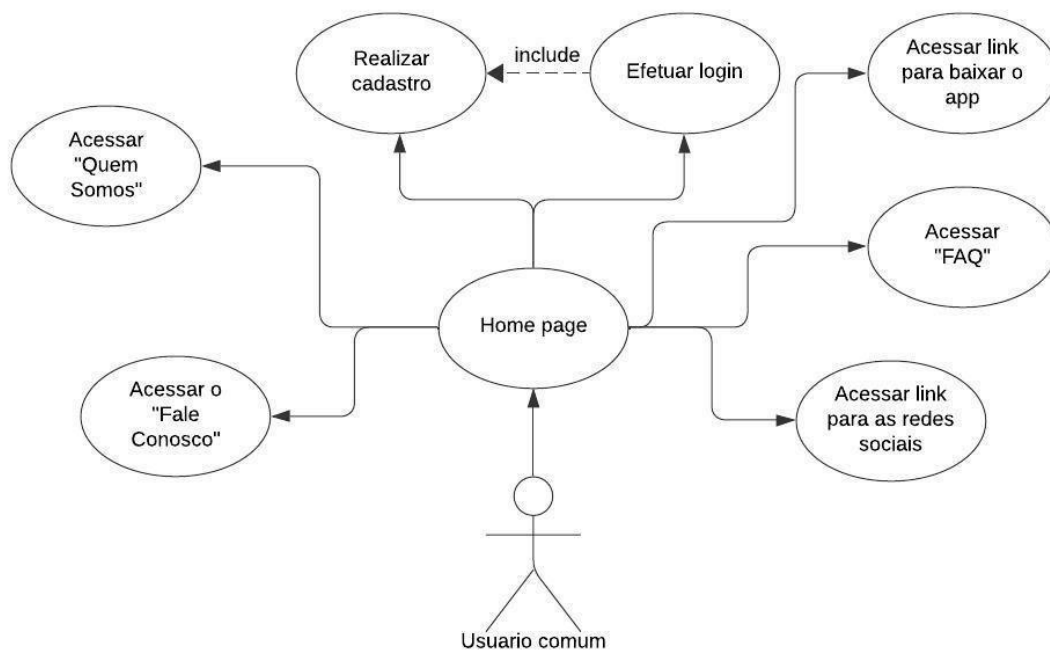 Realizar
cadastro
include
Efetuar login
Acessar link
para baixar o
app
Acessar
"Quem
Somos"
Acessar
"FAQ"
Home page
Acessar o
"Fale
Conosco"
Acessar link
para as redes
sociais
Usuario comum